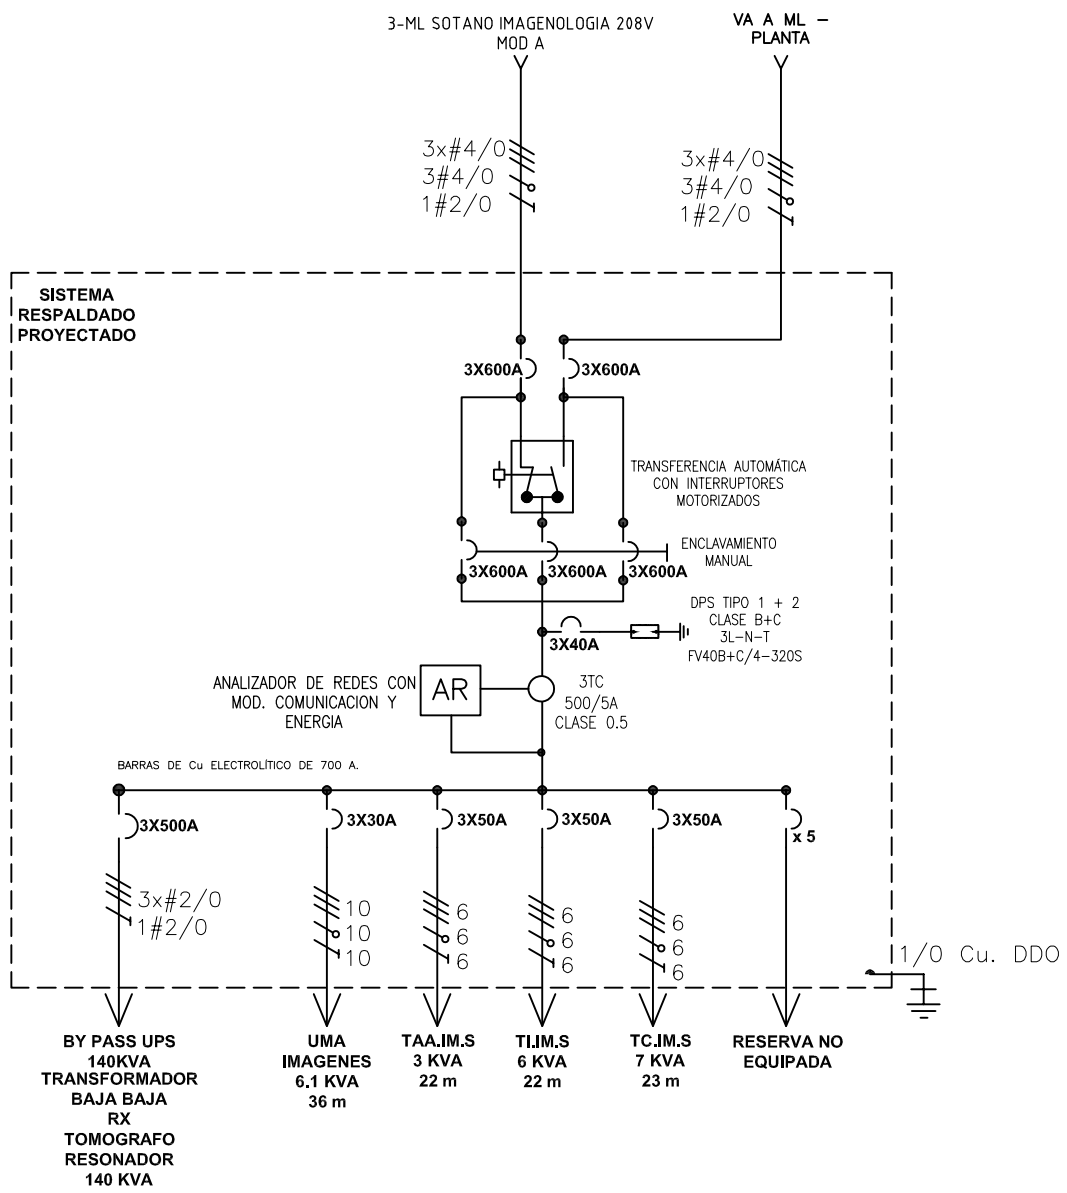 3-ML SOTANO IMAGENOLOGIA 208V
MOD A
VA A ML -
PLANTA
3x#4/0
3#4/0
1#2/0
3x#4/0
3#4/0
1#2/0
SISTEMA
RESPALDADO
PROYECTADO
3X600A
3X600A
TRANSFERENCIA AUTOMÁTICA
CON INTERRUPTORES
MOTORIZADOS
ENCLAVAMIENTO
MANUAL
3X600A
3X600A
3X600A
DPS TIPO 1 + 2
CLASE B+C
3L-N-T
FV40B+C/4-320S
3X40A
ANALIZADOR DE REDES CON
MOD. COMUNICACION Y
ENERGIA
AR
3TC
500/5A
CLASE 0.5
BARRAS DE Cu ELECTROLÍTICO DE 700 A.
3X500A
3X30A
3X50A
3X50A
3X50A
x 5
3x#2/0
1#2/0
10
10
10
6
6
6
6
6
6
6
6
6
1/0 Cu. DDO
BY PASS UPS
140KVA
TRANSFORMADOR
BAJA BAJA
RX
TOMOGRAFO
RESONADOR
140 KVA
UMA
IMAGENES
6.1 KVA
36 m
TAA.IM.S
3 KVA
22 m
TI.IM.S
6 KVA
22 m
TC.IM.S
7 KVA
23 m
RESERVA NO
EQUIPADA